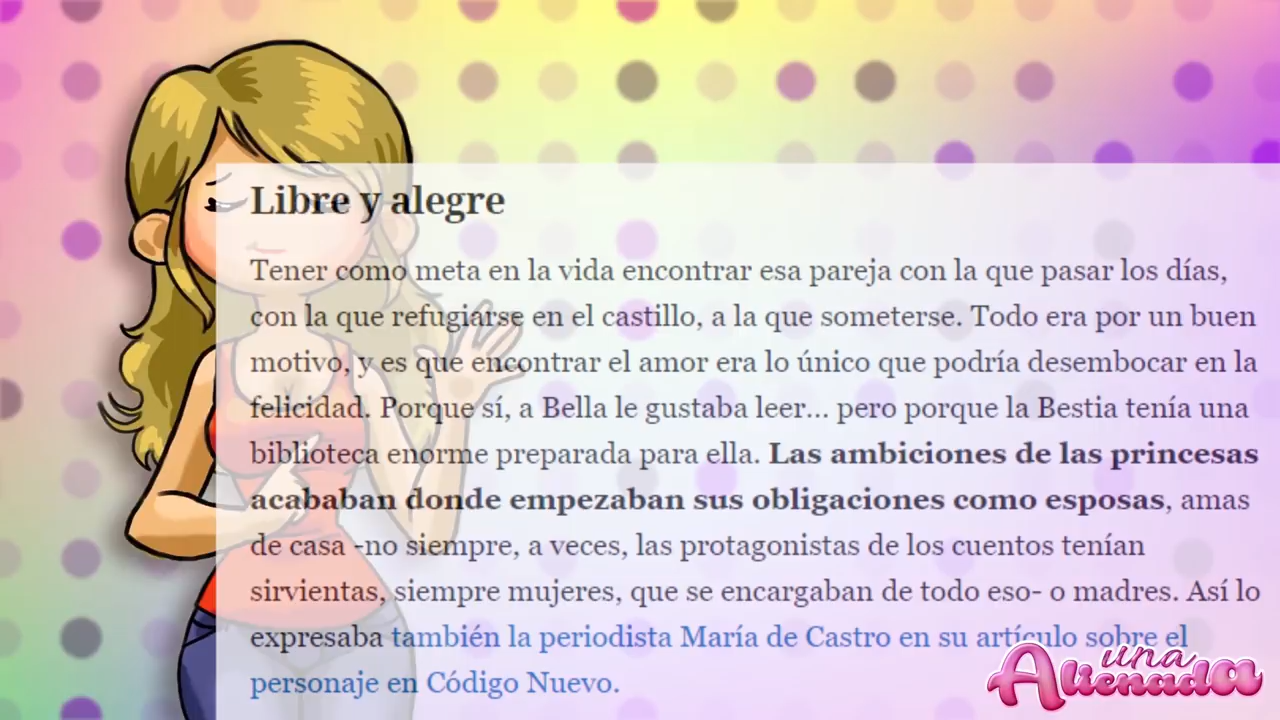 Libre y alegre
Tener como meta en la vida encontrar esa pareja con la que pasar los días,
con la que refugiarse en el castillo, a la que someterse. Todo era por un buen
motivo, y es que encontrar el amor era lo único que podría desembocar en la
felicidad. Porque sí, a Bella le gustaba leer... pero porque la Bestia tenía una
biblioteca enorme preparada para ella. Las ambiciones de las princesas
acababan donde empezaban sus obligaciones como esposas, amas
de casa -no siempre, a veces, las protagonistas de los cuentos tenían
sirvientas, siempre mujeres, que se encargaban de todo eso- o madres. Así lo
expresaba también la periodista María de Castro en su artículo sobre el
personaje en Código Nuevo.
una
Alienada